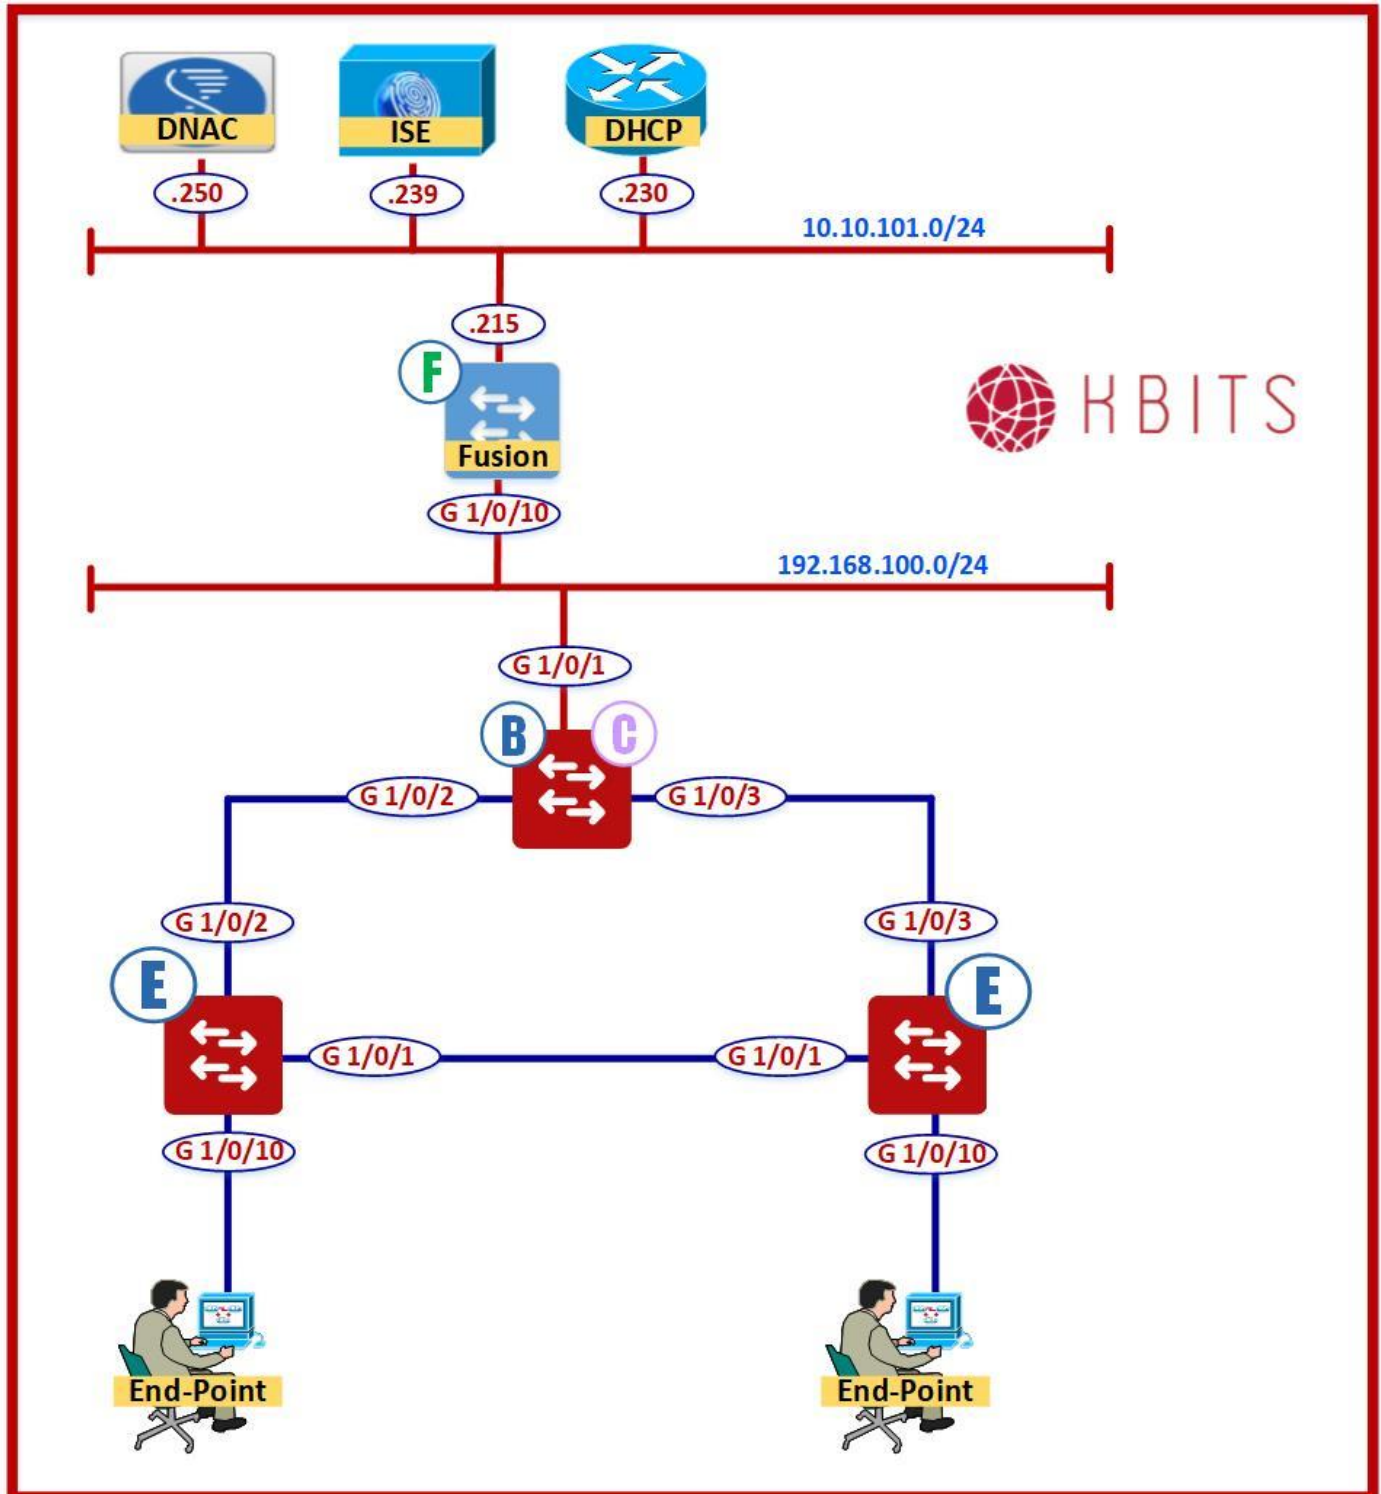 DNAC
ISE
DHCP
.250
.239
.230
10.10.101.0/24
.215
F
Fusion
KBITS
G 1/0/10
192.168.100.0/24
G 1/0/1
B
C
G 1/0/2
G 1/0/3
G 1/0/2
G 1/0/3
E
E
G 1/0/1
G 1/0/1
G 1/0/10
G 1/0/10
End-Point
End-Point